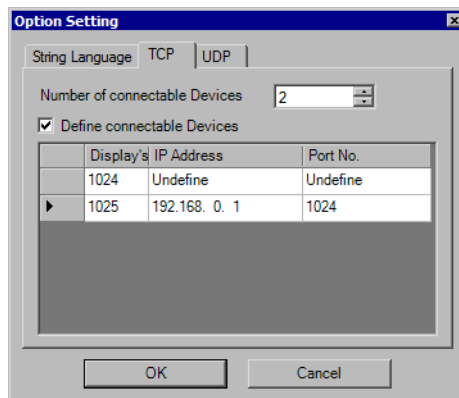 Option Setting
String Language TCP UDP
Number of connectable Devices 2
Define connectable Devices
Display's IP Address Port No.
1024 Undefine Undefine
1025 192.168. 0. 1 1024
OK Cancel